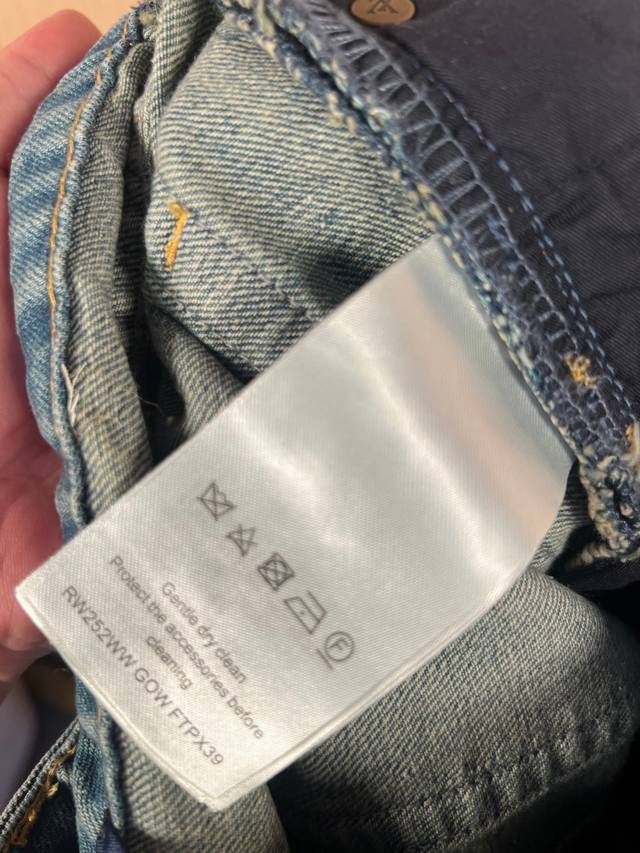 F
Gentle dry clean
Protect the accessories before
cleaning
RW252WW GOW FTPX39